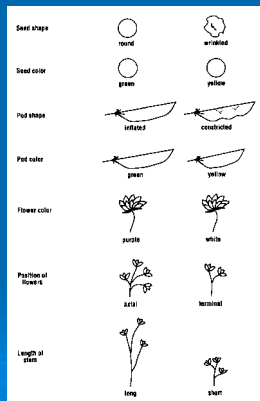 Seed shape
round wrinkled
Seed color
green yellow
Pod shape
inflated constricted
Pod color
green yellow
Flower color
purple white
Position of
flowers
axial terminal
Length of
stem
long short